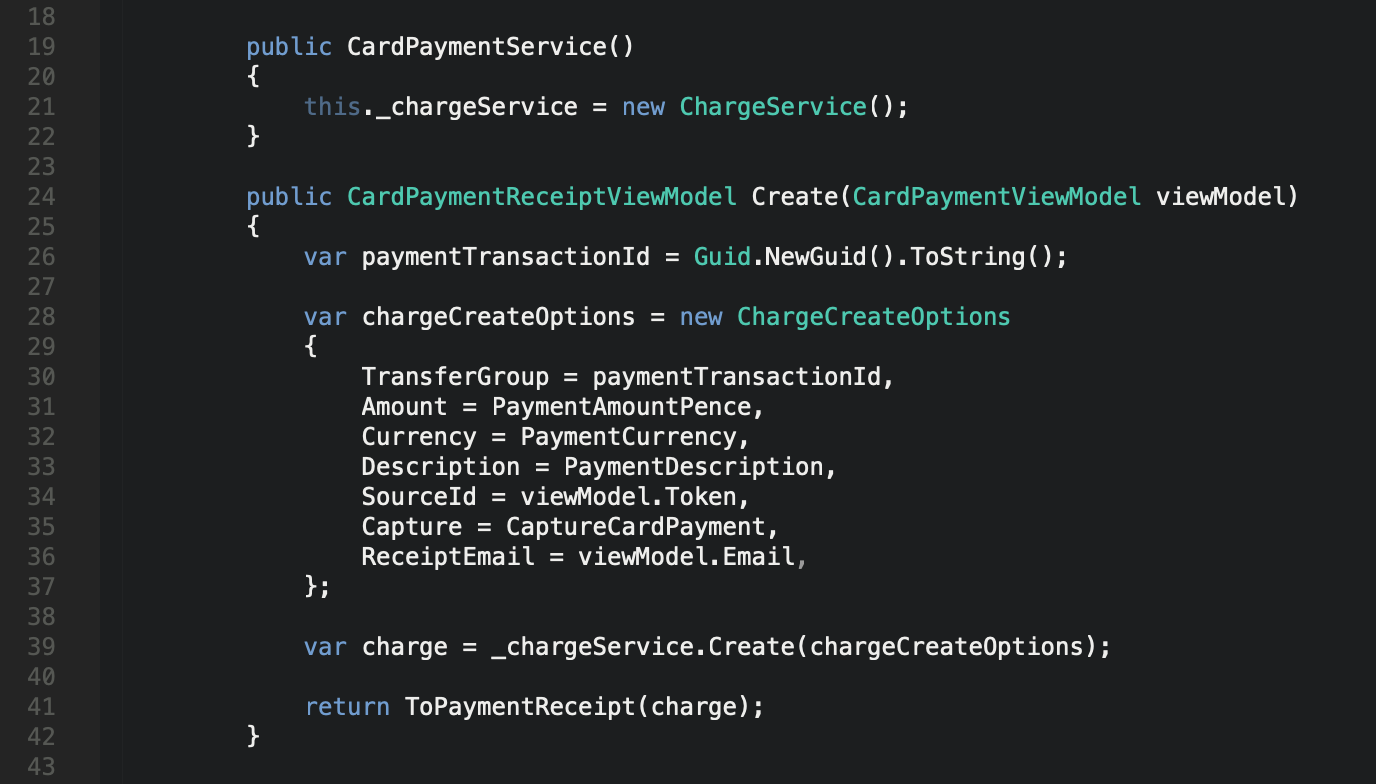 18
19 public CardPaymentService()
20 {
21 this._chargeService = new ChargeService();
22 }
23
24 public CardPaymentReceiptViewModel Create(CardPaymentViewModel viewModel)
25 {
26 var paymentTransactionId = Guid.NewGuid().ToString();
27
28 var chargeCreateOptions = new ChargeCreateOptions
29 {
30 TransferGroup = paymentTransactionId,
31 Amount = PaymentAmountPence,
32 Currency = PaymentCurrency,
33 Description = PaymentDescription,
34 SourceId = viewModel.Token,
35 Capture = CaptureCardPayment,
36 ReceiptEmail = viewModel.Email,
37 };
38
39 var charge = _chargeService.Create(chargeCreateOptions);
40
41 return ToPaymentReceipt(charge);
42 }
43